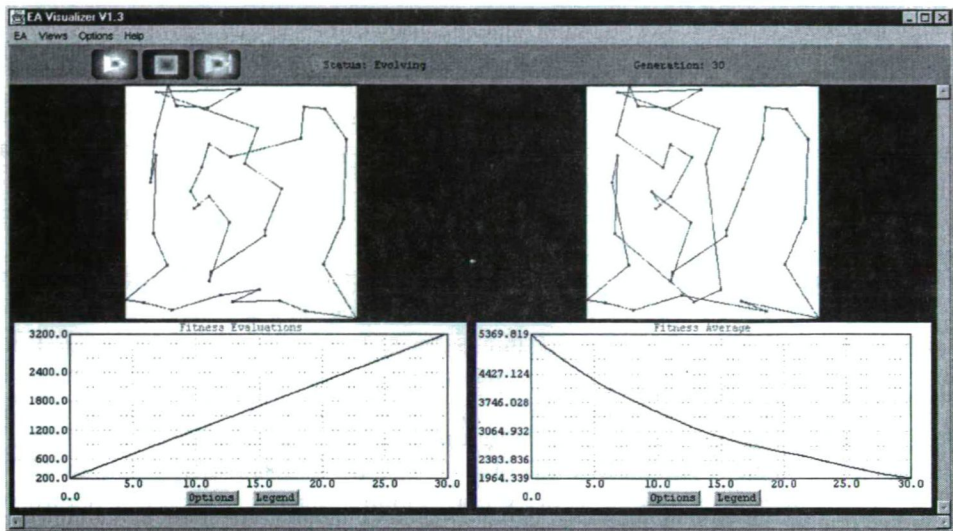 EA Visualizer V1.3
EA Views Options Help
Status: Evolving
Generation: 30
Fitness Evaluations
3200.0
2400.0
1800.0
1200.0
600.0
200.0
0.0
5.0
10.0
15.0
20.0
25.0
30.0
Options
Legend
Fitness Average
5369.819
4427.124
3746.028
3064.932
2383.836
1964.339
0.0
5.0
10.0
15.0
20.0
25.0
30.0
Options
Legend